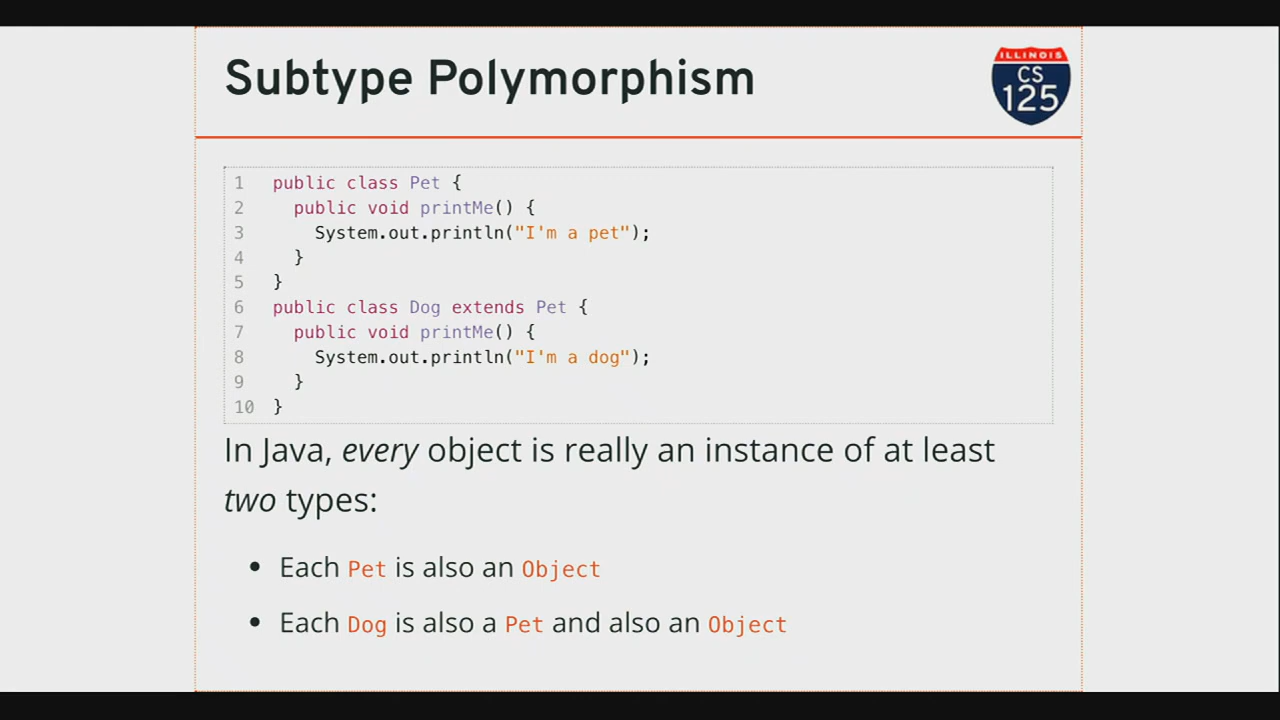 Subtype Polymorphism
ILLINOIS
CS
125
1 public class Pet {
2   public void printMe() {
3     System.out.println("I'm a pet");
4   }
5 }
6 public class Dog extends Pet {
7   public void printMe() {
8     System.out.println("I'm a dog");
9   }
10 }
In Java, every object is really an instance of at least
two types:
• Each Pet is also an Object
• Each Dog is also a Pet and also an Object